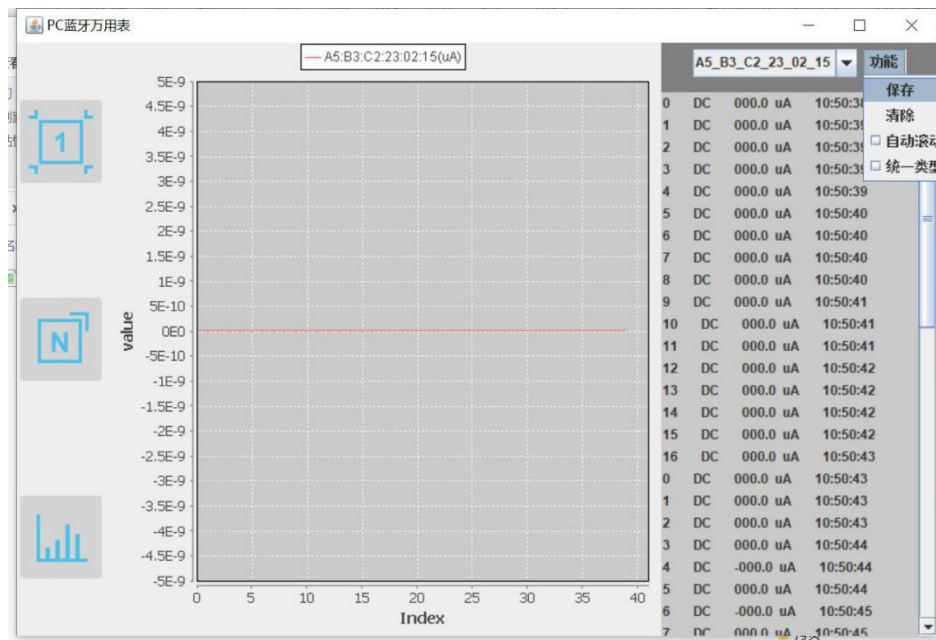 PC蓝牙万用表
A5:B3:C2:23:02:15(uA)
A5_B3_C2_23_02_15
功能
保存
清除
自动滚动
统一类型
1
N
value
5E-9
4.5E-9
4E-9
3.5E-9
3E-9
2.5E-9
2E-9
1.5E-9
1E-9
5E-10
0E0
-5E-10
-1E-9
-1.5E-9
-2E-9
-2.5E-9
-3E-9
-3.5E-9
-4E-9
-4.5E-9
-5E-9
0 5 10 15 20 25 30 35 40
Index
0 DC 000.0 uA 10:50:38
1 DC 000.0 uA 10:50:39
2 DC 000.0 uA 10:50:39
3 DC 000.0 uA 10:50:39
4 DC 000.0 uA 10:50:39
5 DC 000.0 uA 10:50:40
6 DC 000.0 uA 10:50:40
7 DC 000.0 uA 10:50:40
8 DC 000.0 uA 10:50:40
9 DC 000.0 uA 10:50:41
10 DC 000.0 uA 10:50:41
11 DC 000.0 uA 10:50:41
12 DC 000.0 uA 10:50:42
13 DC 000.0 uA 10:50:42
14 DC 000.0 uA 10:50:42
15 DC 000.0 uA 10:50:42
16 DC 000.0 uA 10:50:43
0 DC 000.0 uA 10:50:43
1 DC 000.0 uA 10:50:43
2 DC 000.0 uA 10:50:43
3 DC 000.0 uA 10:50:44
4 DC -000.0 uA 10:50:44
5 DC 000.0 uA 10:50:44
6 DC -000.0 uA 10:50:45
7 DC 000.0 uA 10:50:45